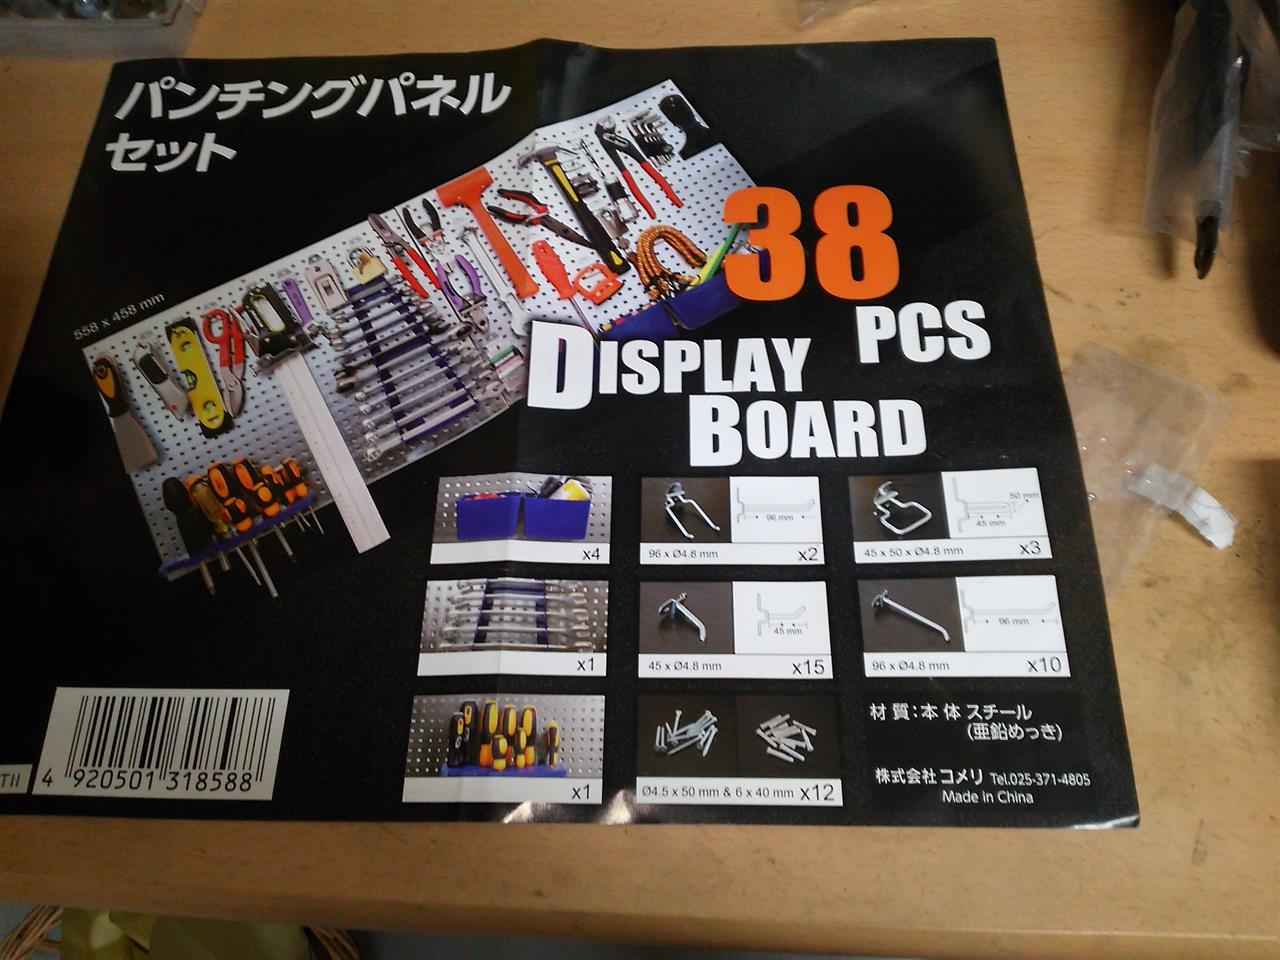 パンチングパネル
セット
558 x 458 mm
38
PCS
DISPLAY
BOARD
x4
96 mm
96 x Ø4.8 mm x2
50 mm
45 mm
45 x 50 x Ø4.8 mm x3
x1
45 mm
45 x Ø4.8 mm x15
96 mm
96 x Ø4.8 mm x10
x1
Ø4.5 x 50 mm & 6 x 40 mm x12
材 質：本 体 スチール
(亜鉛めっき)
株式会社 コメリ Tel.025-371-4805
Made in China
TII
4 920501 318588